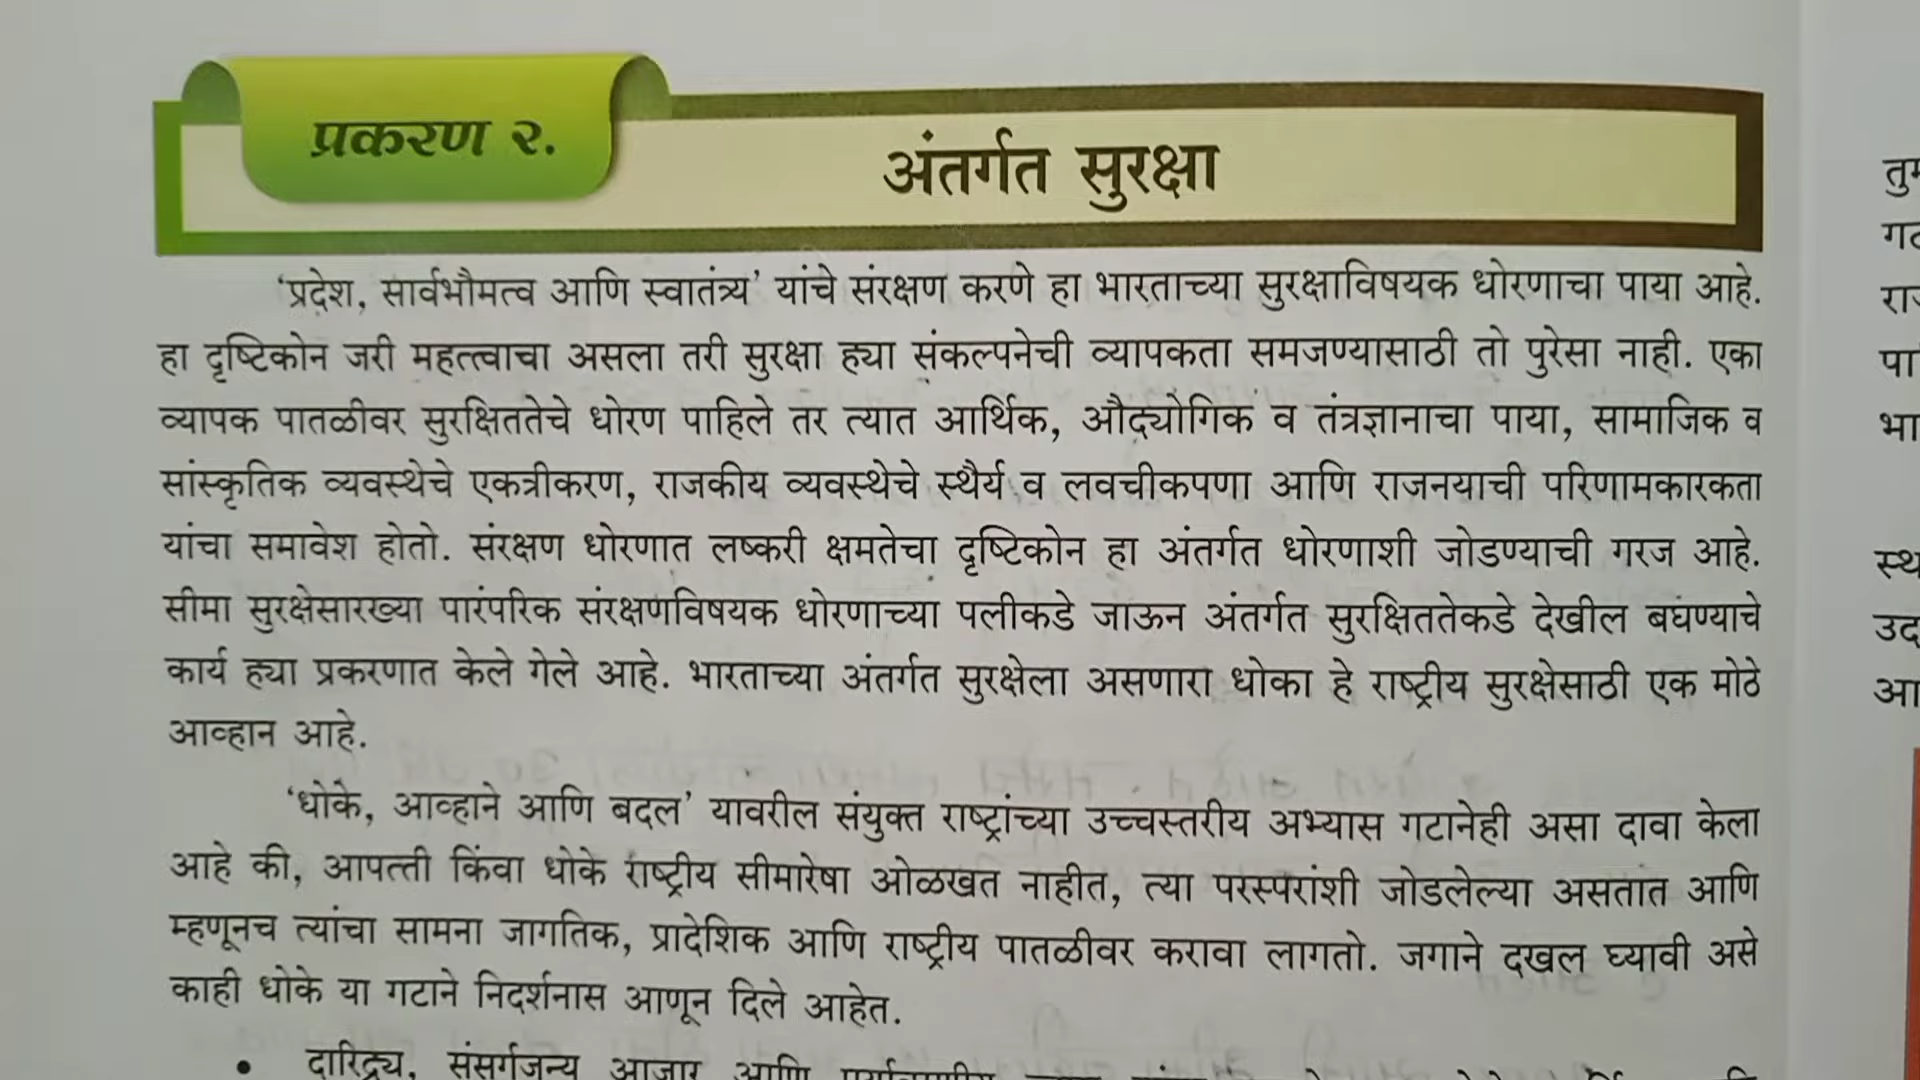 प्रकरण २.
अंतर्गत सुरक्षा
‘प्रदेश, सार्वभौमत्व आणि स्वातंत्र्य’ यांचे संरक्षण करणे हा भारताच्या सुरक्षाविषयक धोरणाचा पाया आहे.
हा दृष्टिकोन जरी महत्त्वाचा असला तरी सुरक्षा ह्या संकल्पनेची व्यापकता समजण्यासाठी तो पुरेसा नाही. एका
व्यापक पातळीवर सुरक्षिततेचे धोरण पाहिले तर त्यात आर्थिक, औद्योगिक व तंत्रज्ञानाचा पाया, सामाजिक व
सांस्कृतिक व्यवस्थेचे एकत्रीकरण, राजकीय व्यवस्थेचे स्थैर्य व लवचीकपणा आणि राजनयाची परिणामकारकता
यांचा समावेश होतो. संरक्षण धोरणात लष्करी क्षमतेचा दृष्टिकोन हा अंतर्गत धोरणाशी जोडण्याची गरज आहे.
सीमा सुरक्षेसारख्या पारंपरिक संरक्षणविषयक धोरणाच्या पलीकडे जाऊन अंतर्गत सुरक्षिततेकडे देखील बघण्याचे
कार्य ह्या प्रकरणात केले गेले आहे. भारताच्या अंतर्गत सुरक्षेला असणारा धोका हे राष्ट्रीय सुरक्षेसाठी एक मोठे
आव्हान आहे.
‘धोके, आव्हाने आणि बदल’ यावरील संयुक्त राष्ट्रांच्या उच्चस्तरीय अभ्यास गटानेही असा दावा केला
आहे की, आपत्ती किंवा धोके राष्ट्रीय सीमारेषा ओळखत नाहीत, त्या परस्परांशी जोडलेल्या असतात आणि
म्हणूनच त्यांचा सामना जागतिक, प्रादेशिक आणि राष्ट्रीय पातळीवर करावा लागतो. जगाने दखल घ्यावी असे
काही धोके या गटाने निदर्शनास आणून दिले आहेत.
• दारिद्र्य, संसर्गजन्य आजार आणि